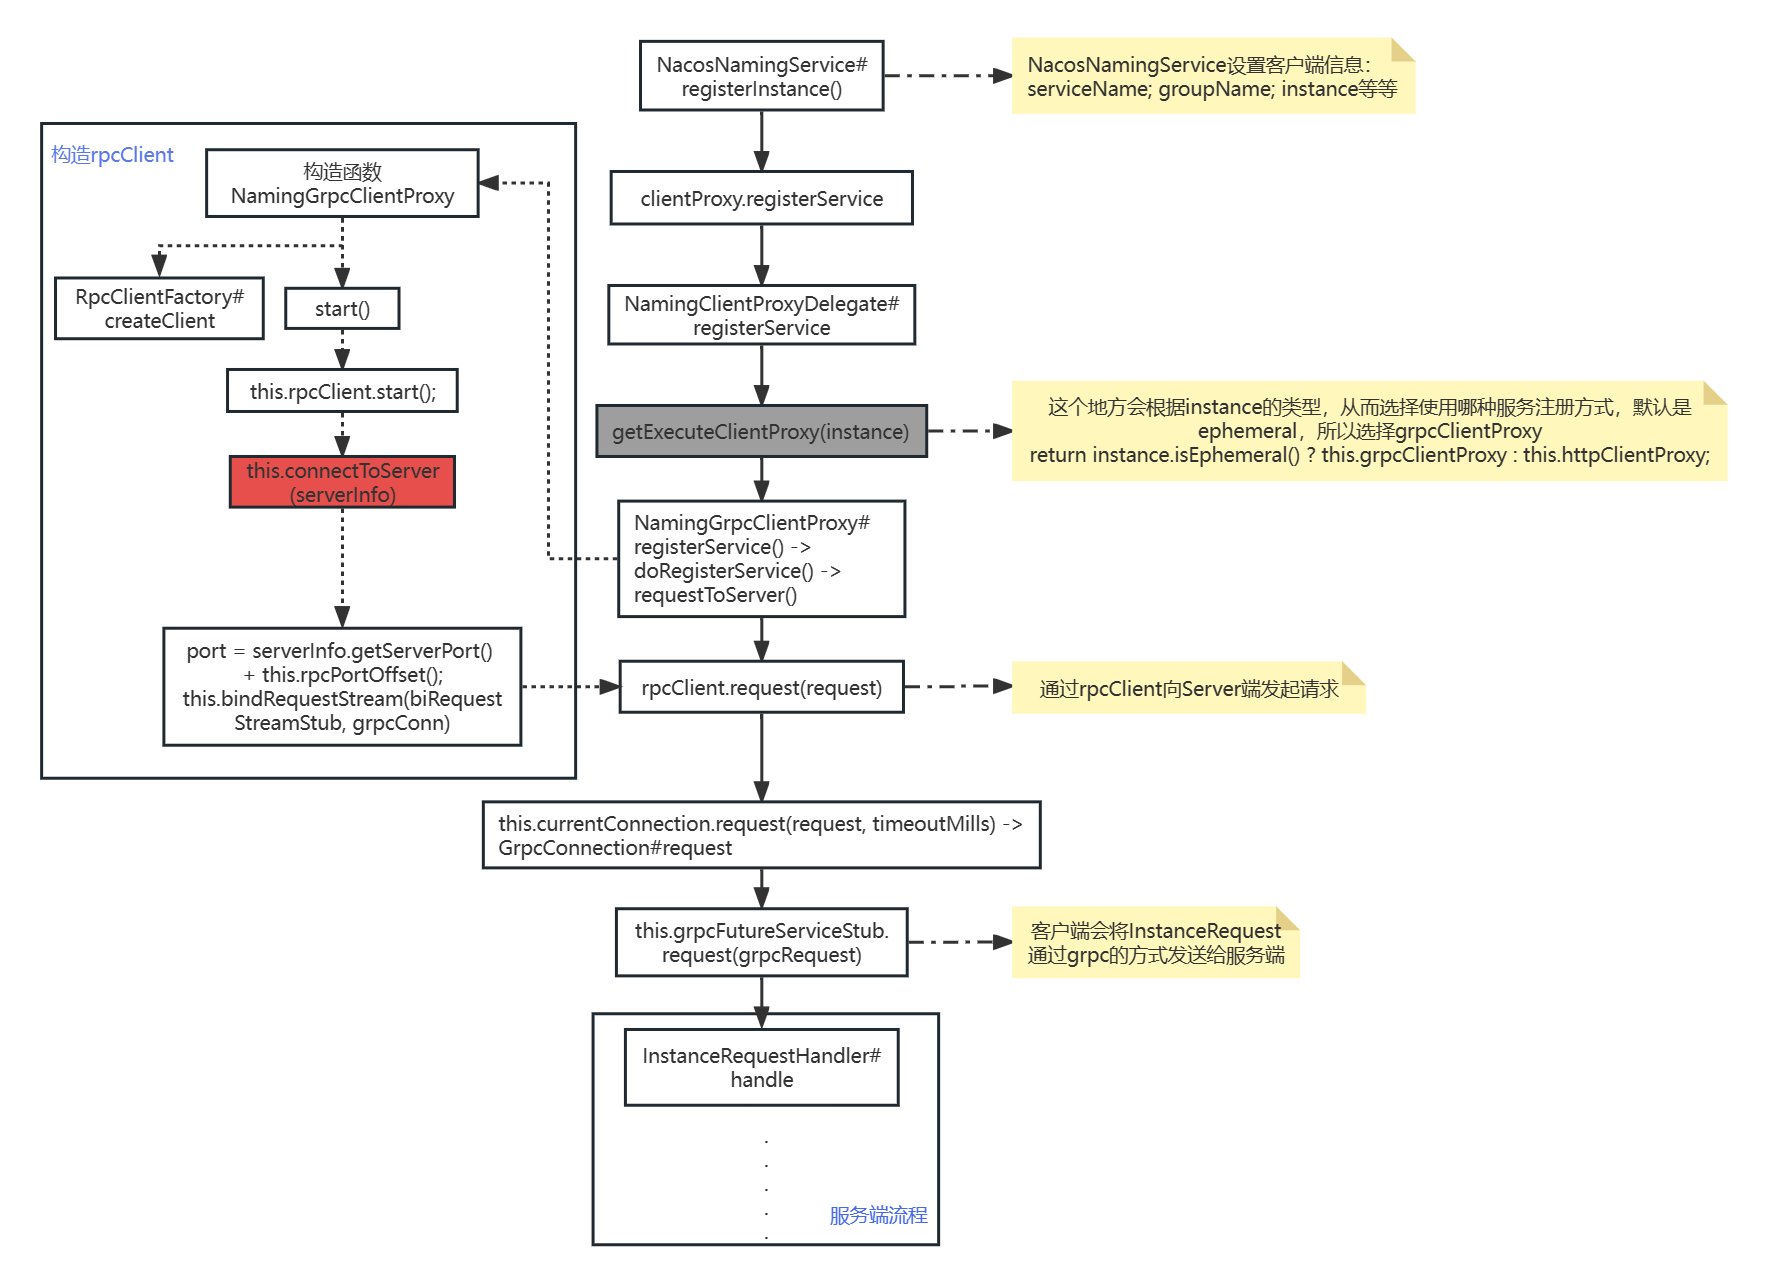 NacosNamingService#
registerInstance()
NacosNamingService设置客户端信息：
serviceName; groupName; instance等等
构造rpcClient
构造函数
NamingGrpcClientProxy
RpcClientFactory#
createClient
start()
this.rpcClient.start();
this.connectToServer
(serverInfo)
port = serverInfo.getServerPort()
+ this.rpcPortOffset();
this.bindRequestStream(biRequest
StreamStub, grpcConn)
clientProxy.registerService
NamingClientProxyDelegate#
registerService
getExecuteClientProxy(instance)
这个地方会根据instance的类型，从而选择使用哪种服务注册方式，默认是
ephemeral，所以选择grpcClientProxy
return instance.isEphemeral() ? this.grpcClientProxy : this.httpClientProxy;
NamingGrpcClientProxy#
registerService() ->
doRegisterService() ->
requestToServer()
rpcClient.request(request)
通过rpcClient向Server端发起请求
this.currentConnection.request(request, timeoutMills) ->
GrpcConnection#request
this.grpcFutureServiceStub.
request(grpcRequest)
客户端会将InstanceRequest
通过grpc的方式发送给服务端
InstanceRequestHandler#
handle
.
.
.
.
.
服务端流程